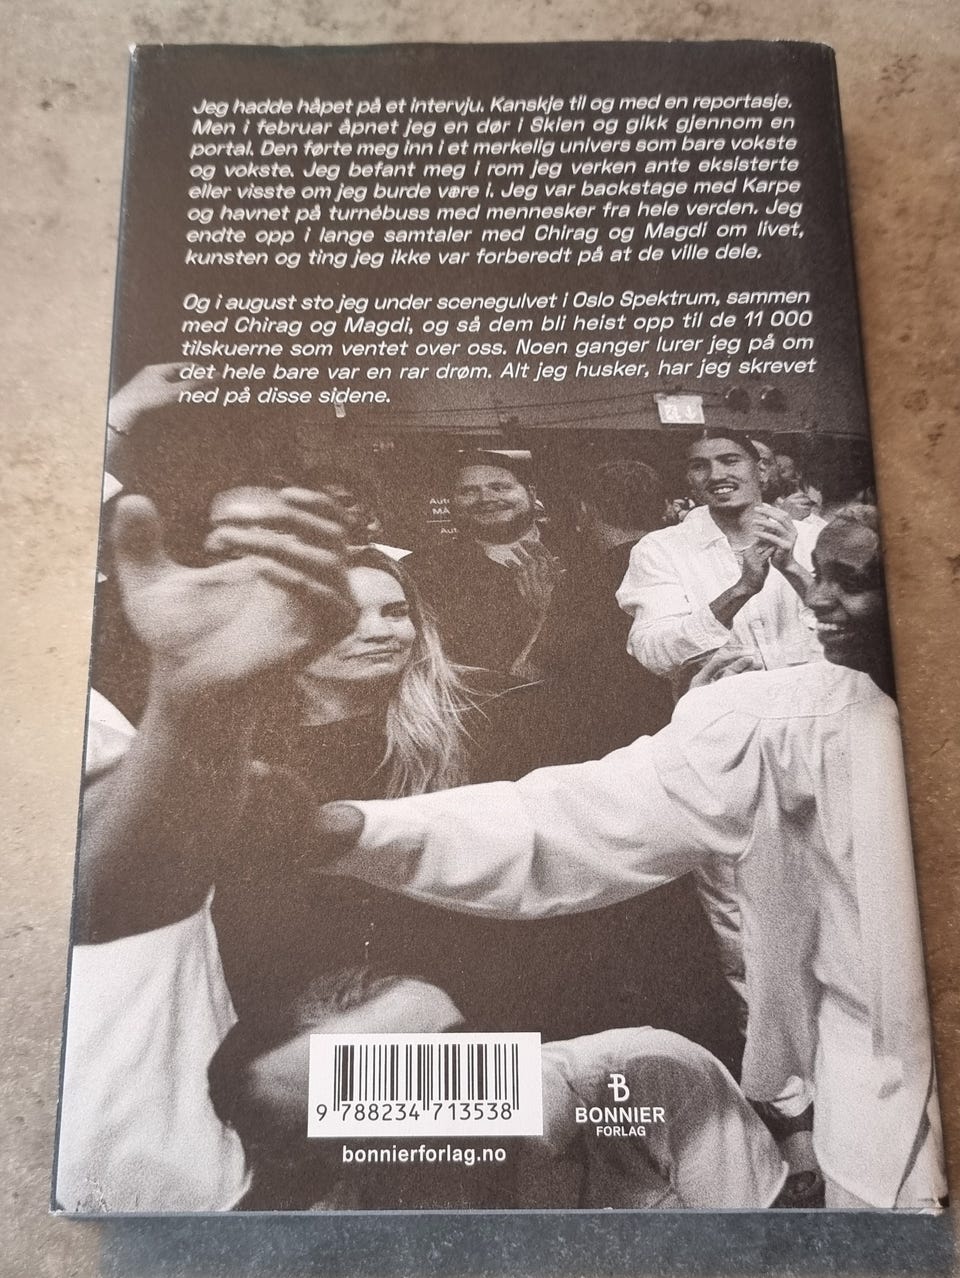 Jeg hadde håpet på et intervju. Kanskje til og med en reportasje.
Men i februar åpnet jeg en dør i Skien og gikk gjennom en
portal. Den førte meg inn i et merkelig univers som bare vokste
og vokste. Jeg befant meg i rom jeg verken ante eksisterte
eller visste om jeg burde være i. Jeg var backstage med Karpe
og havnet på turnébuss med mennesker fra hele verden. Jeg
endte opp i lange samtaler med Chirag og Magdi om livet,
kunsten og ting jeg ikke var forberedt på at de ville dele.
Og i august sto jeg under scenegulvet i Oslo Spektrum, sammen
med Chirag og Magdi, og så dem bli heist opp til de 11 000
tilskuerne som ventet over oss. Noen ganger lurer jeg på om
det hele bare var en rar drøm. Alt jeg husker, har jeg skrevet
ned på disse sidene.
Aut
MÅ
Aut
9 788234 713538
bonnierforlag.no
B
BONNIER
FORLAG